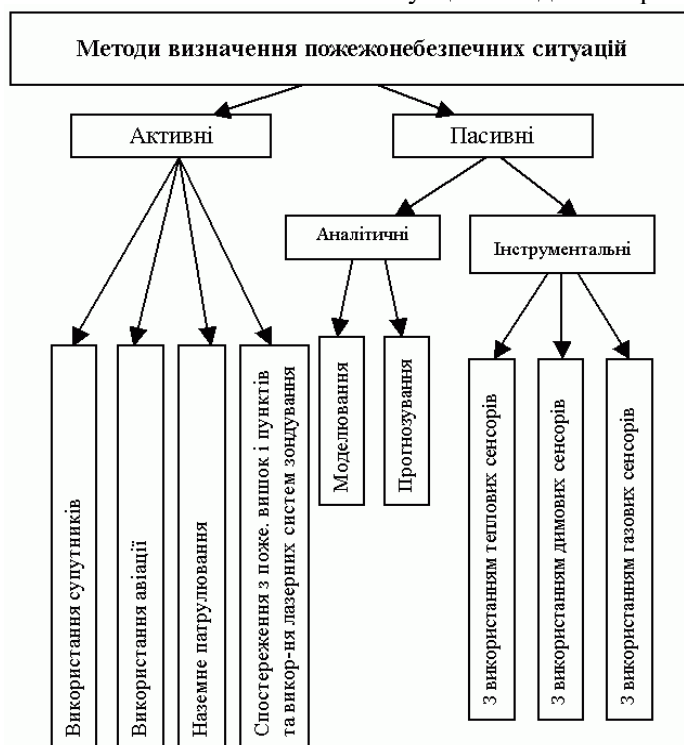 Методи визначення пожежонебезпечних ситуацій
Активні
Пасивні
Аналітичні
Інструментальні
Використання супутників
Використання авіації
Наземне патрулювання
Спостереження з поже. вишок і пунктів
та викор-ня лазерних систем зондування
Моделювання
Прогнозування
З використанням теплових сенсорів
З використанням димових сенсорів
З використанням газових сенсорів